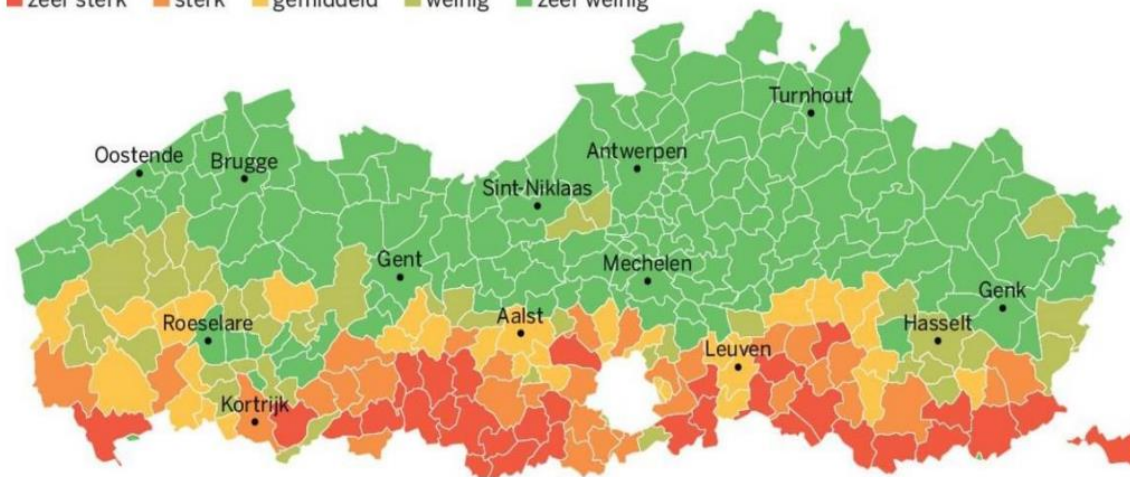 zeer sterk sterk gemiddeld weinig zeer weinig
Turnhout
Oostende
Brugge
Antwerpen
Sint-Niklaas
Gent
Mechelen
Genk
Roeselare
Aalst
Hasselt
Leuven
Kortrijk